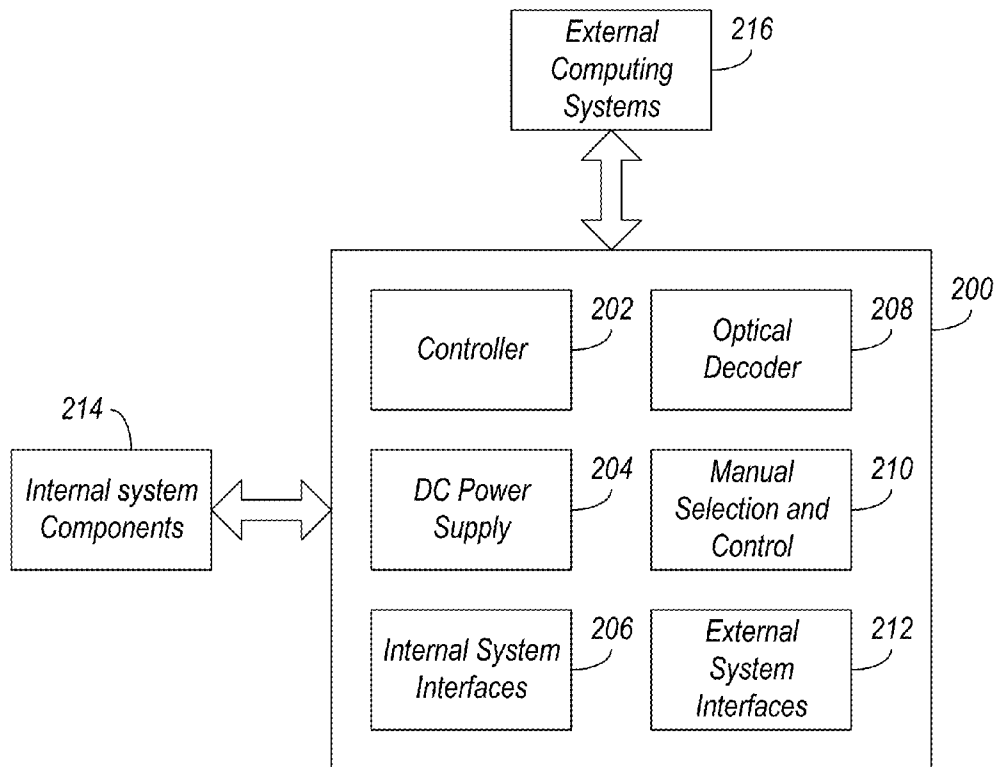 External
Computing
Systems
216
200
Controller
202
Optical
Decoder
208
214
Internal system
Components
DC Power
Supply
204
Manual
Selection and
Control
210
Internal System
Interfaces
206
External
System
Interfaces
212